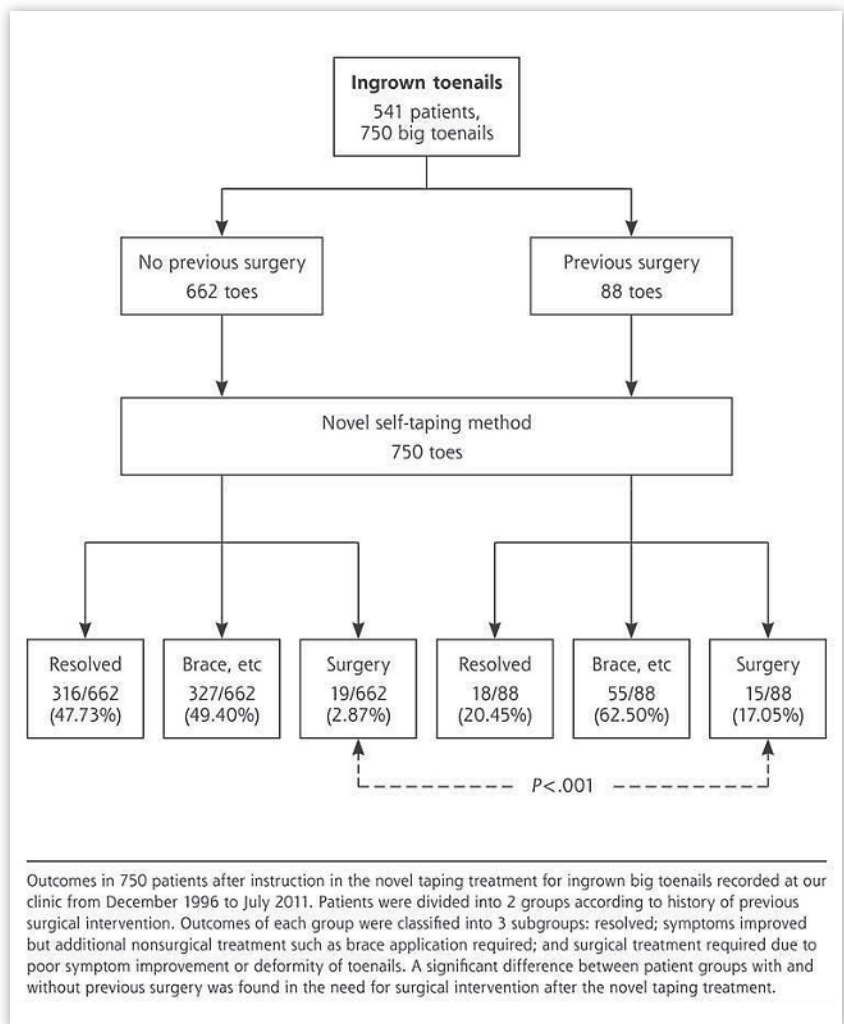 Ingrown toenails
541 patients,
750 big toenails
No previous surgery
662 toes
Previous surgery
88 toes
Novel self-taping method
750 toes
Resolved
316/662
(47.73%)
Brace, etc
327/662
(49.40%)
Surgery
19/662
(2.87%)
Resolved
18/88
(20.45%)
Brace, etc
55/88
(62.50%)
Surgery
15/88
(17.05%)
P<.001
Outcomes in 750 patients after instruction in the novel taping treatment for ingrown big toenails recorded at our
clinic from December 1996 to July 2011. Patients were divided into 2 groups according to history of previous
surgical intervention. Outcomes of each group were classified into 3 subgroups: resolved; symptoms improved
but additional nonsurgical treatment such as brace application required; and surgical treatment required due to
poor symptom improvement or deformity of toenails. A significant difference between patient groups with and
without previous surgery was found in the need for surgical intervention after the novel taping treatment.